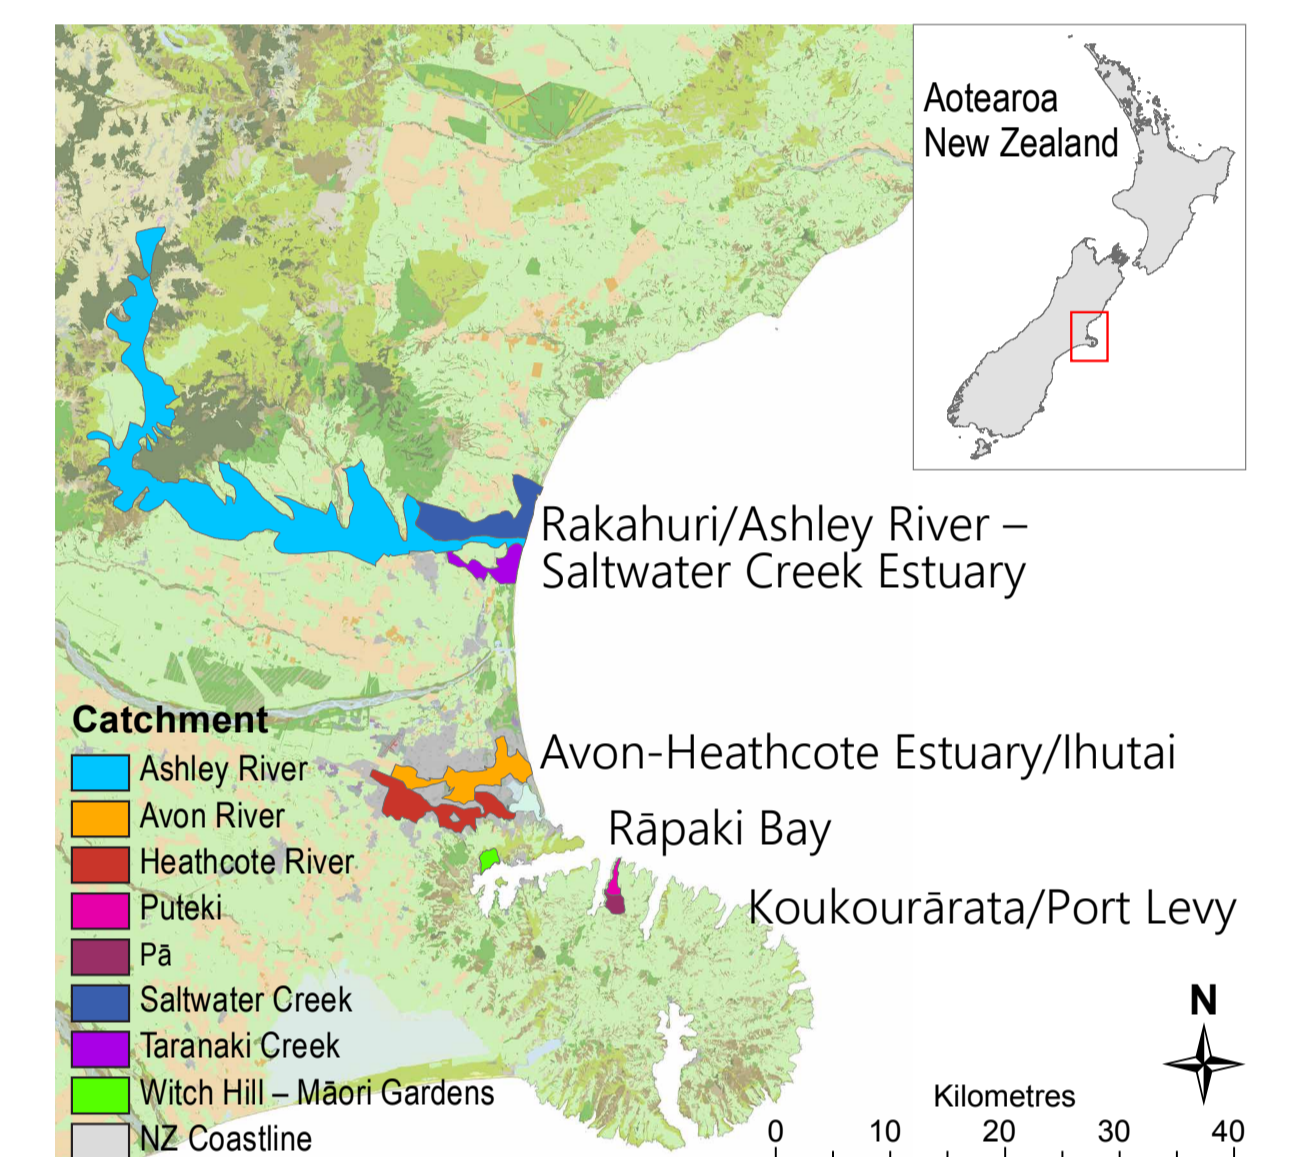 Aotearoa
New Zealand
Rakahuri/Ashley River –
Saltwater Creek Estuary
Avon-Heathcote Estuary/Ihutai
Rāpaki Bay
Koukourārata/Port Levy
Catchment
Ashley River
Avon River
Heathcote River
Puteki
Pā
Saltwater Creek
Taranaki Creek
Witch Hill – Māori Gardens
NZ Coastline
N
Kilometres
0 10 20 30 40